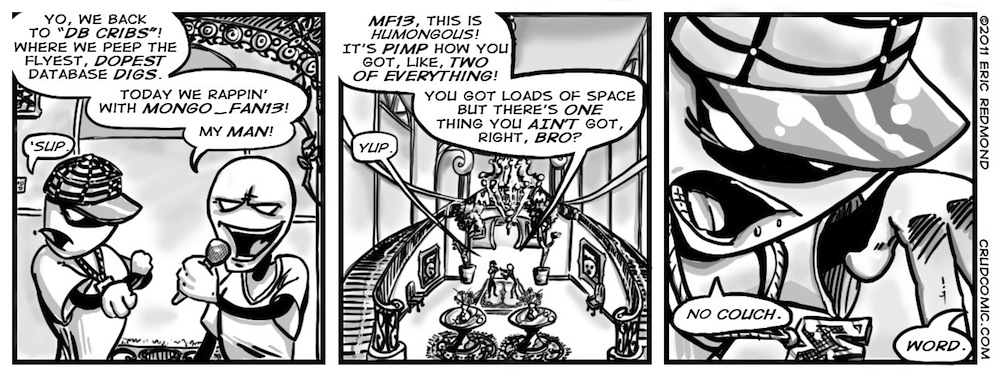 YO, WE BACK
TO "DB CRIBS"!
WHERE WE PEEP THE
FLYEST, DOPEST
DATABASE DIGS.
TODAY WE RAPPIN'
WITH MONGO_FAN13!
MY MAN!
'SUP.
MF13, THIS IS
HUMONGOUS!
IT'S PIMP HOW YOU
GOT, LIKE, TWO
OF EVERYTHING!
YOU GOT LOADS OF SPACE
BUT THERE'S ONE
THING YOU AIN'T GOT,
RIGHT, BRO?
YUP.
NO COUCH.
WORD.
©2011 ERIC REDMOND
CRUDCOMIC.COM